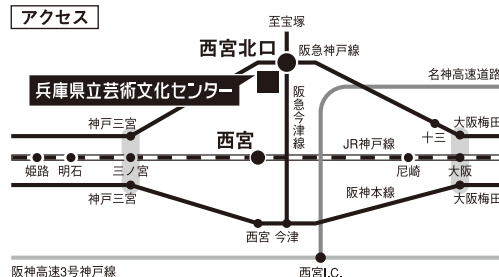 アクセス
至宝塚
西宮北口
阪急神戸線
名神高速道路
兵庫県立芸術文化センター
阪急今津線
神戸三宮
大阪梅田
十三
西宮
JR神戸線
姫路
明石
三ノ宮
尼崎
大阪
神戸三宮
阪神本線
大阪梅田
西宮
今津
阪神高速3号神戸線
西宮I.C.